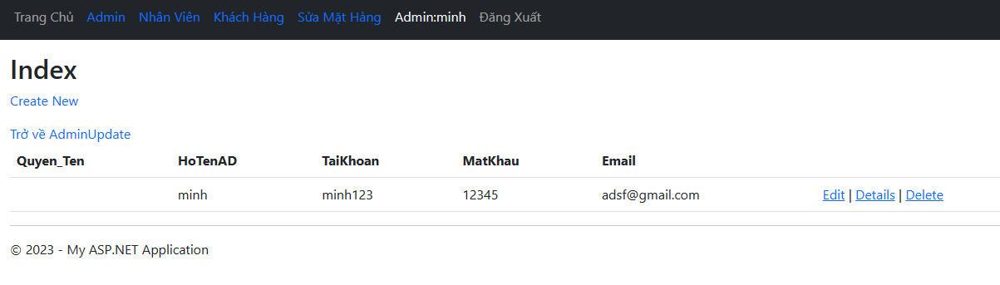 Trang Chủ Admin Nhân Viên Khách Hàng Sửa Mặt Hàng Admin:minh Đăng Xuất
Index
Create New
Trở về AdminUpdate
Quyen_Ten HoTenAD TaiKhoan MatKhau Email
minh minh123 12345 adsf@gmail.com Edit | Details | Delete
© 2023 - My ASP.NET Application